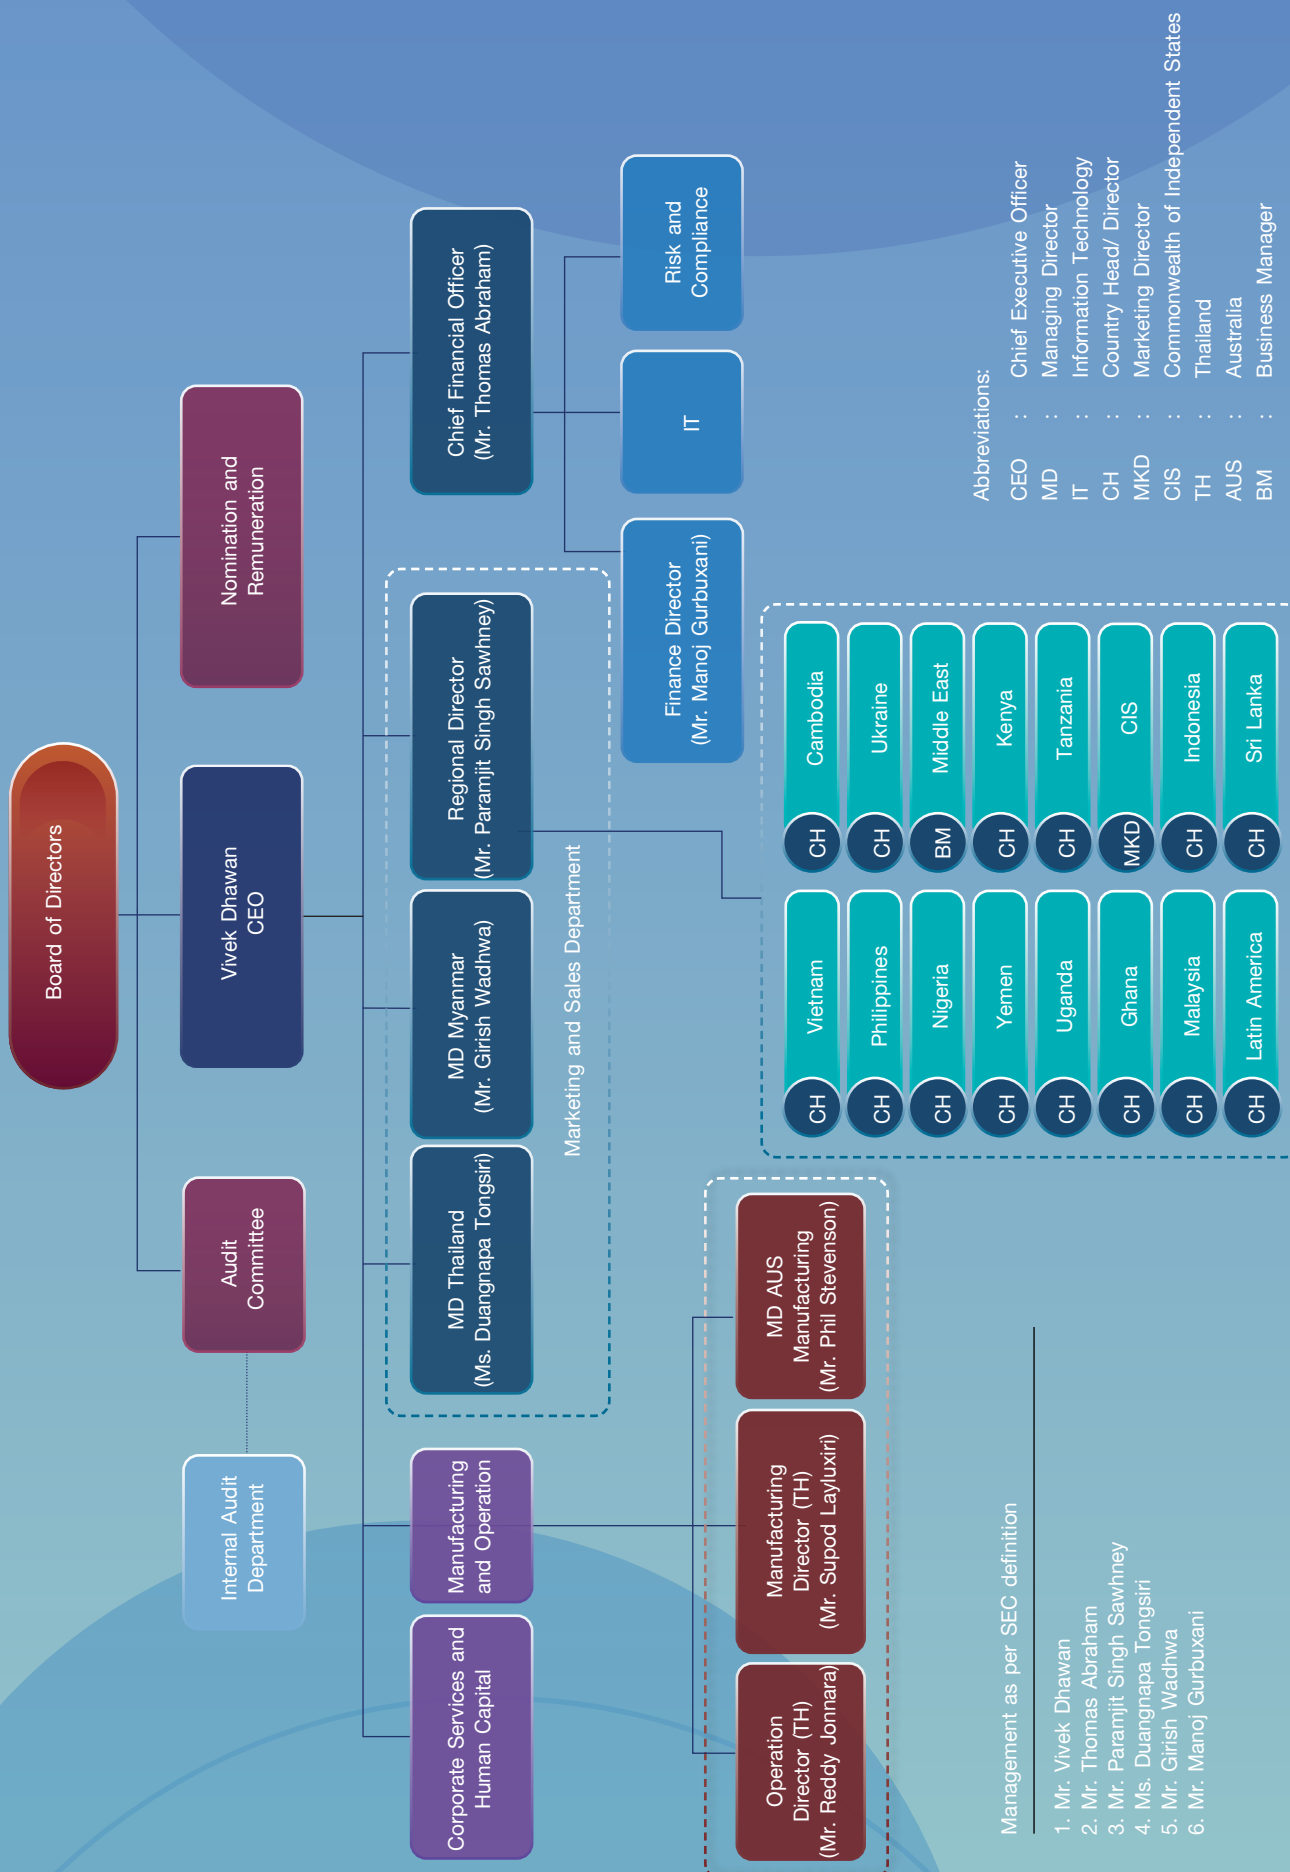 Board of Directors
Internal Audit
Department
Audit
Committee
Vivek Dhawan
CEO
Nomination and
Remuneration
Corporate Services and
Human Capital
Manufacturing
and Operation
MD Thailand
(Ms. Duangnapa Tongsiri)
MD Myanmar
(Mr. Girish Wadhwa)
Regional Director
(Mr. Paramjit Singh Sawhney)
Chief Financial Officer
(Mr. Thomas Abraham)
Marketing and Sales Department
Finance Director
(Mr. Manoj Gurbuxani)
IT
Risk and
Compliance
Operation
Director (TH)
(Mr. Reddy Jonnara)
Manufacturing
Director (TH)
(Mr. Supod Layluxiri)
MD AUS
Manufacturing
(Mr. Phil Stevenson)
CH Vietnam
CH Cambodia
CH Philippines
CH Ukraine
CH Nigeria
BM Middle East
CH Yemen
CH Kenya
CH Uganda
CH Tanzania
CH Ghana
MKD CIS
CH Malaysia
CH Indonesia
CH Latin America
CH Sri Lanka
Management as per SEC definition
1. Mr. Vivek Dhawan
2. Mr. Thomas Abraham
3. Mr. Paramjit Singh Sawhney
4. Ms. Duangnapa Tongsiri
5. Mr. Girish Wadhwa
6. Mr. Manoj Gurbuxani
Abbreviations:
CEO : Chief Executive Officer
MD : Managing Director
IT : Information Technology
CH : Country Head/ Director
MKD : Marketing Director
CIS : Commonwealth of Independent States
TH : Thailand
AUS : Australia
BM : Business Manager